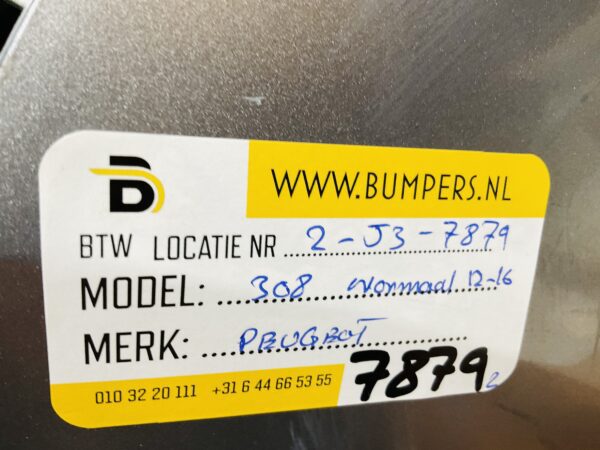 WWW.BUMPERS.NL
BTW LOCATIE NR 2-J3-7879
MODEL: 308 Normaal 12-16
MERK: PEUGEOT
010 32 20 111 +31 6 44 66 53 55 7879 2